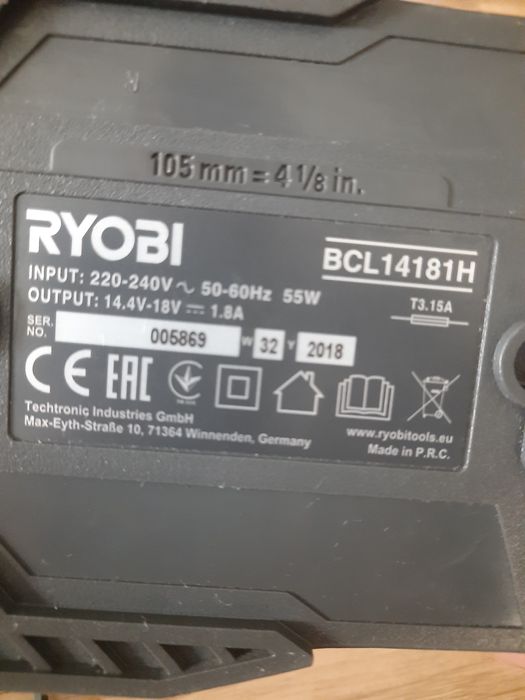 105 mm = 4 1/8 in.
RYOBI
BCL14181H
INPUT: 220-240V ~ 50-60Hz 55W
OUTPUT: 14.4V-18V ⎓ 1.8A
T3.15A
SER. NO. 005869 W 32 Y 2018
CE EAC
Techtronic Industries GmbH
Max-Eyth-Straße 10, 71364 Winnenden, Germany
www.ryobitools.eu
Made in P.R.C.